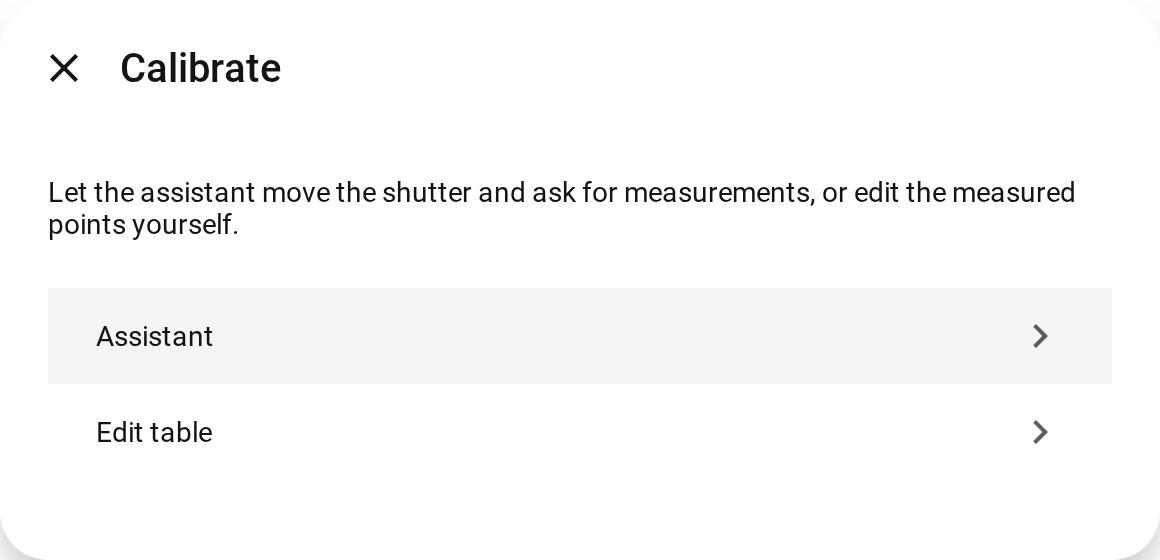 Calibrate
Let the assistant move the shutter and ask for measurements, or edit the measured
points yourself.
Assistant
Edit table